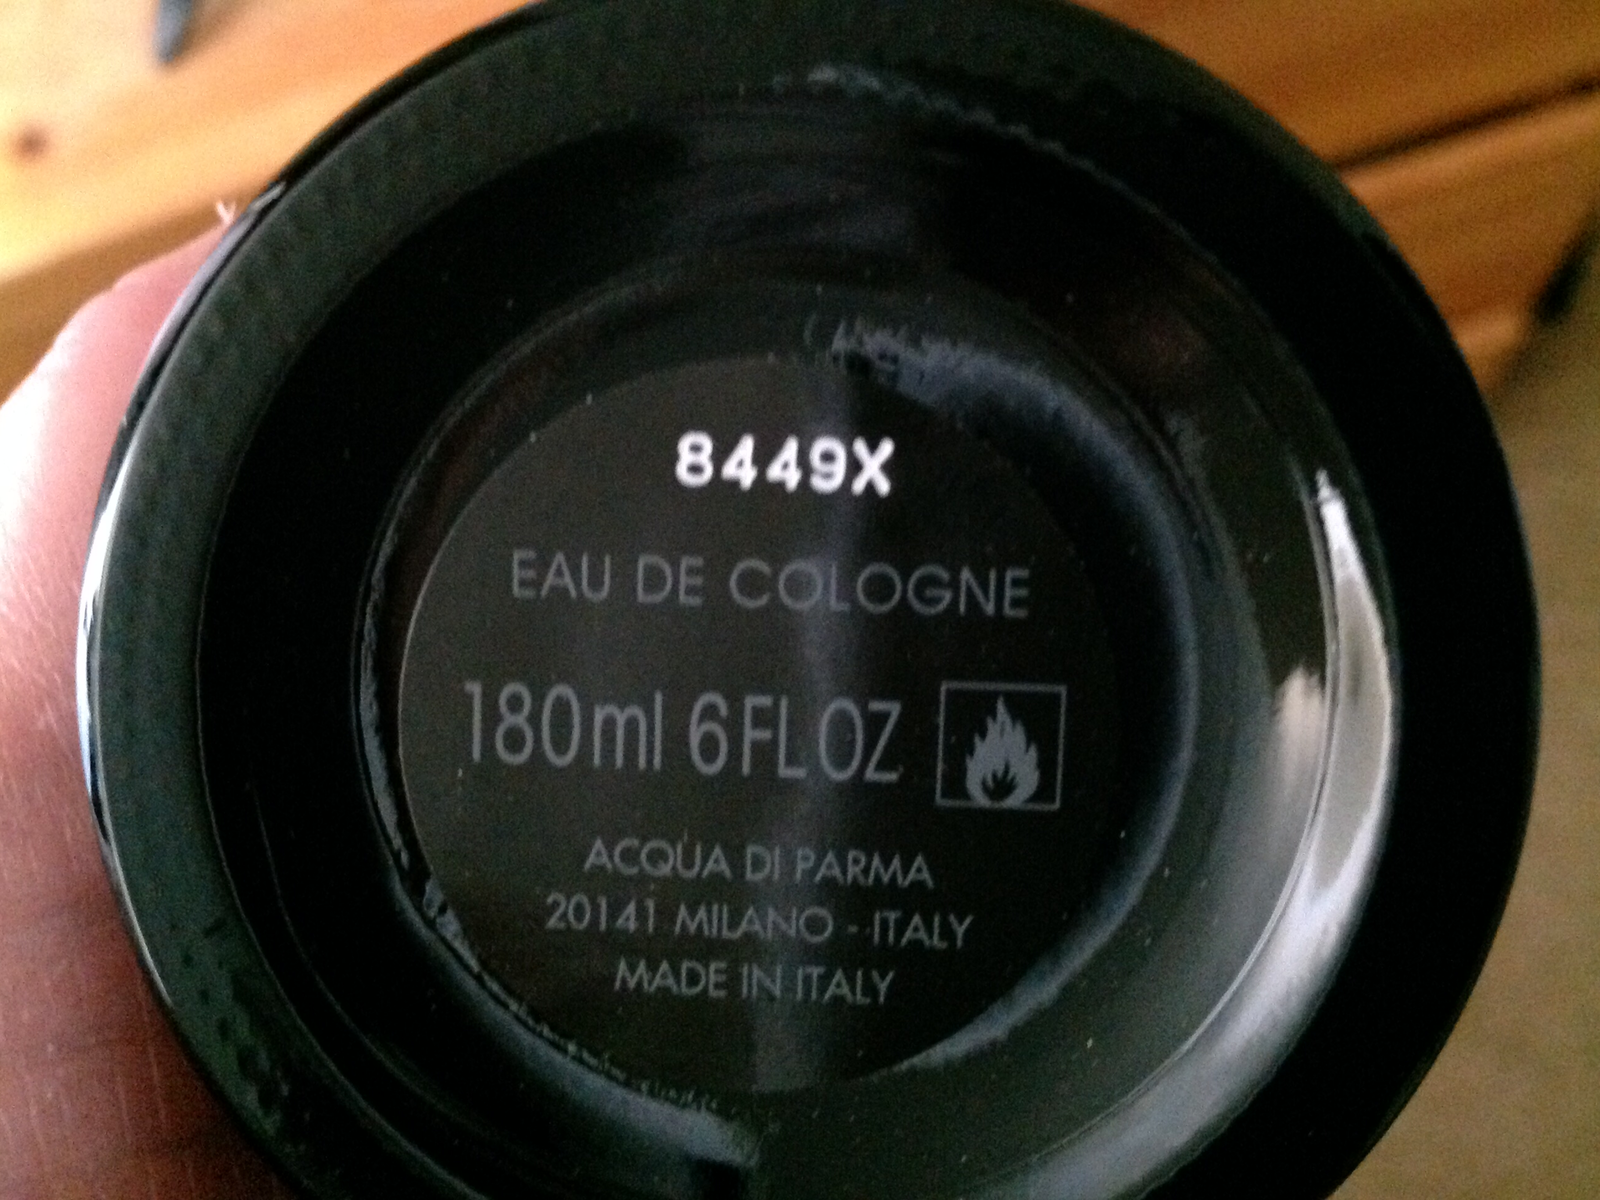 8449X
EAU DE COLOGNE
180ml 6FL OZ
ACQUA DI PARMA
20141 MILANO - ITALY
MADE IN ITALY